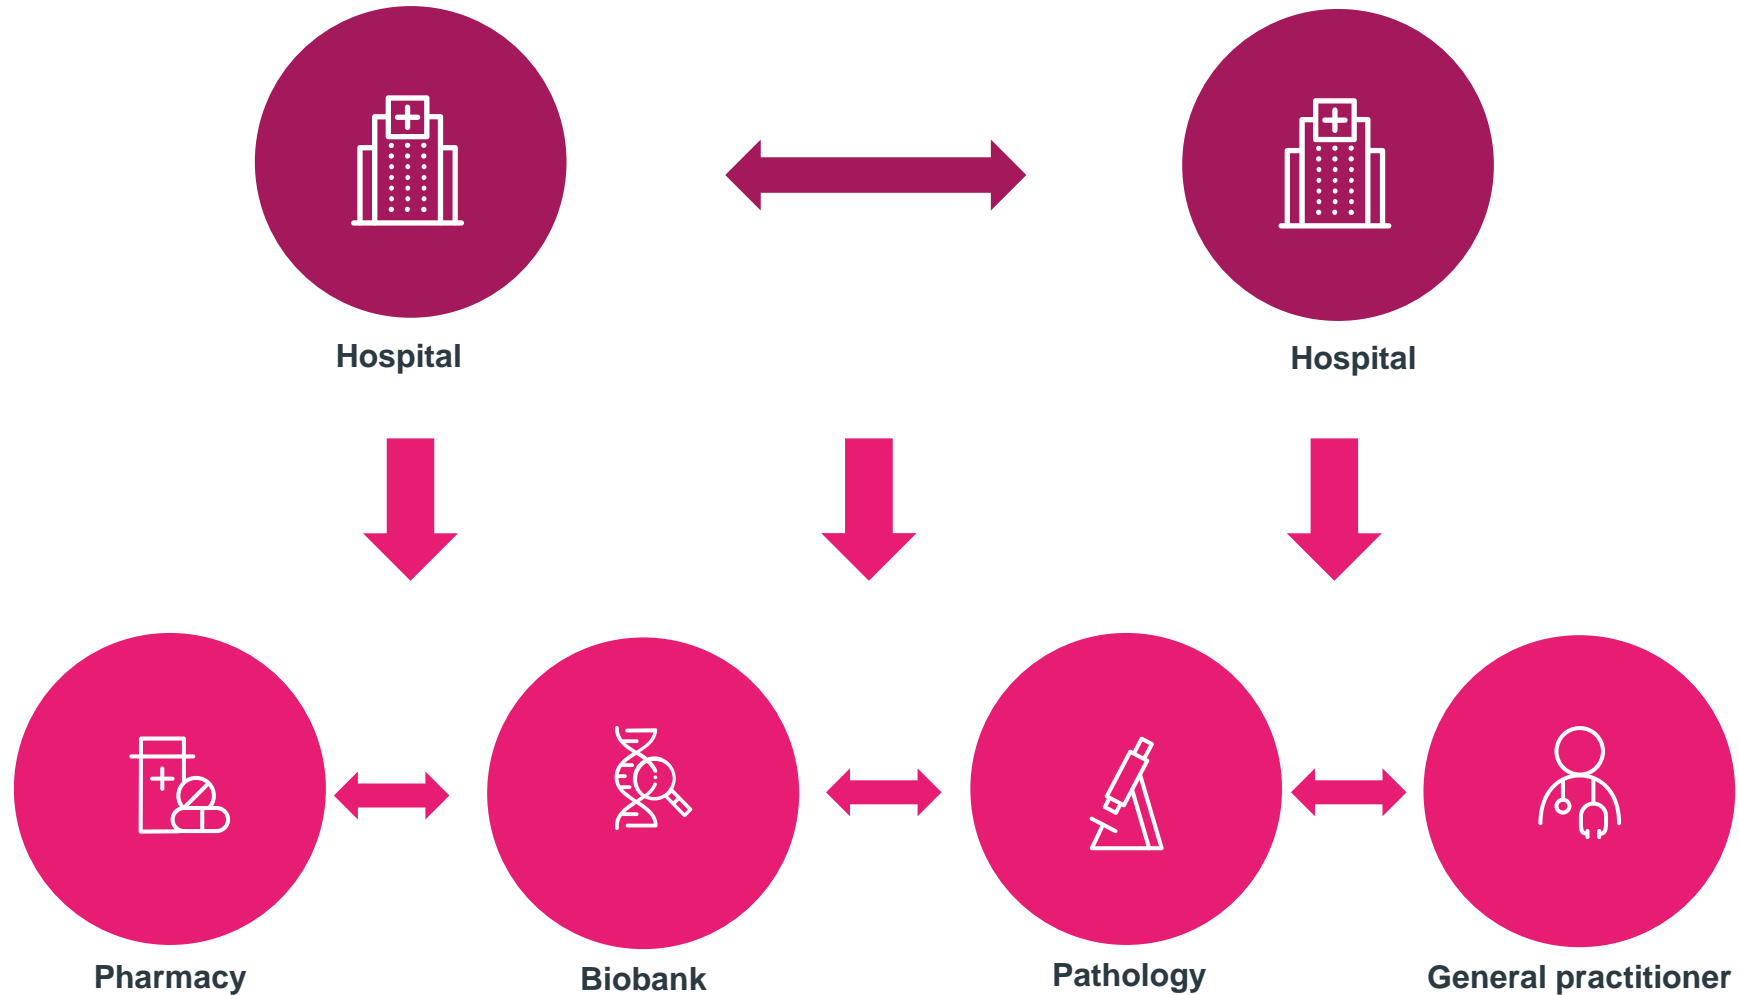 Hospital
Hospital
Pharmacy
Biobank
Pathology
General practitioner